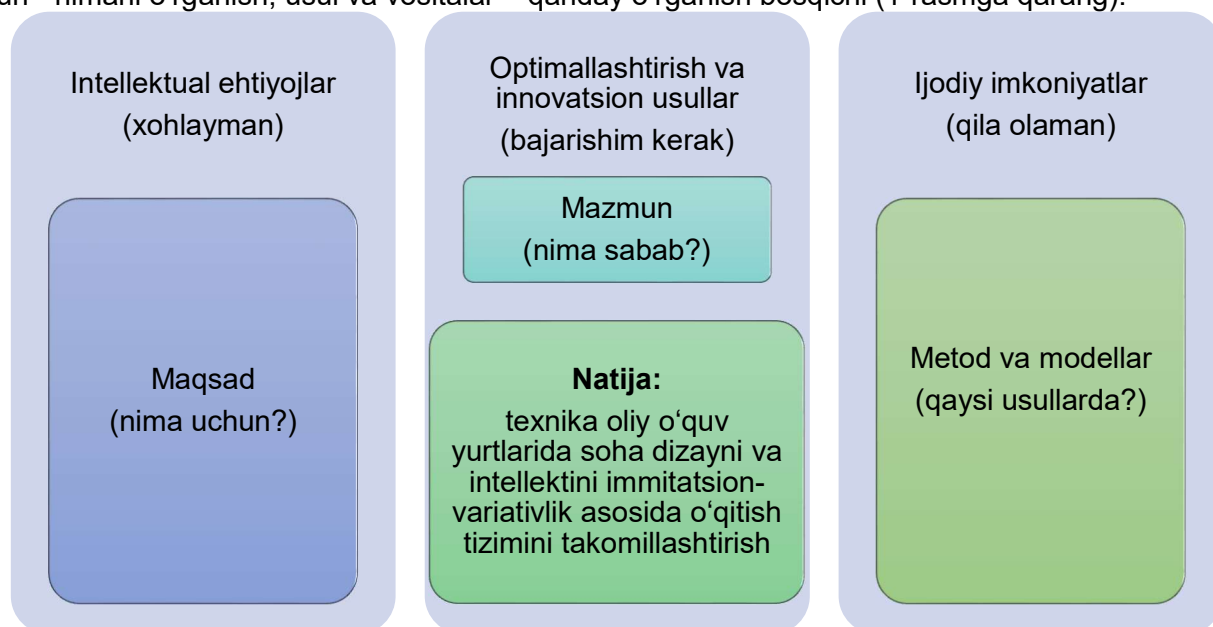 nimani o'rganish; usul va vositalar – qanday o'rganish bosqichi (1-rasmga qarang).
Intellektual ehtiyojlar
(xohlayman)
Maqsad
(nima uchun?)
Optimallashtirish va
innovatsion usullar
(bajarishim kerak)
Mazmun
(nima sabab?)
Natija:
texnika oliy o‘quv
yurtlarida soha dizayni va
intellektini immitatsion-
variativlik asosida o‘qitish
tizimini takomillashtirish
Ijodiy imkoniyatlar
(qila olaman)
Metod va modellar
(qaysi usullarda?)